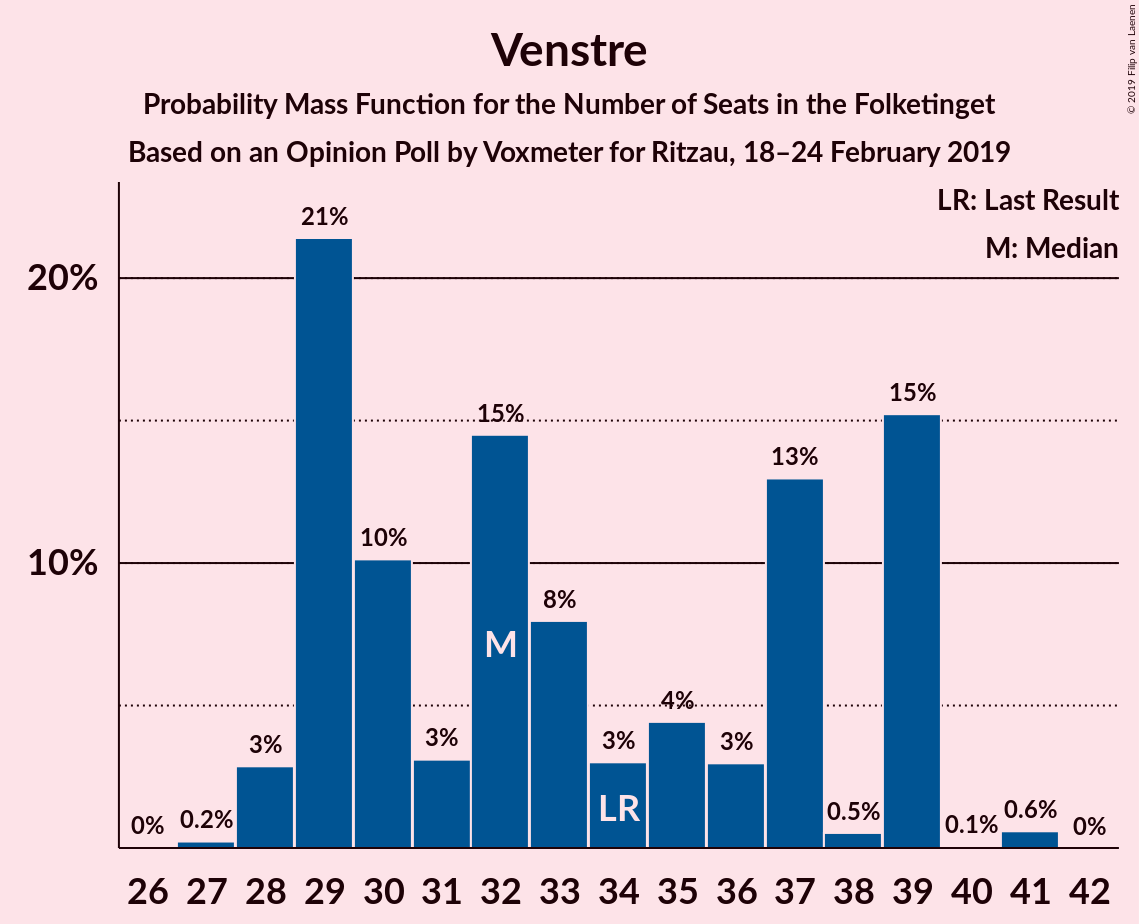 Venstre
Probability Mass Function for the Number of Seats in the Folketinget
Based on an Opinion Poll by Voxmeter for Ritzau, 18–24 February 2019
© 2019 Filip van Laenen
LR: Last Result
M: Median
20%
10%
0%
0.2%
3%
21%
10%
3%
15%
8%
3%
4%
3%
13%
0.5%
15%
0.1%
0.6%
0%
M
LR
26 27 28 29 30 31 32 33 34 35 36 37 38 39 40 41 42